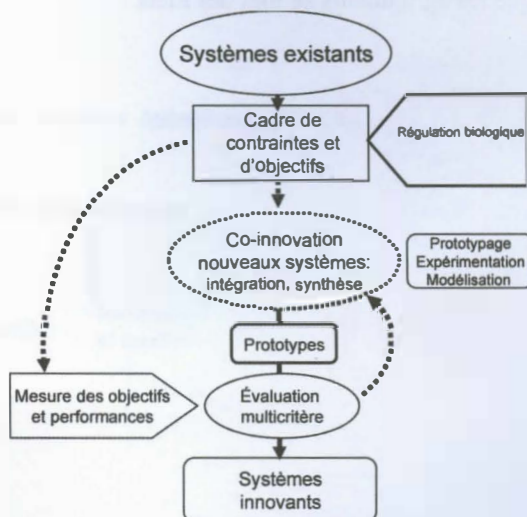 Systèmes existants
Cadre de
contraintes et
d'objectifs
Régulation biologique
Co-innovation
nouveaux systèmes:
intégration, synthèse
Prototypage
Expérimentation
Modélisation
Prototypes
Mesure des objectifs
et performances
Évaluation
multicritère
Systèmes
innovants